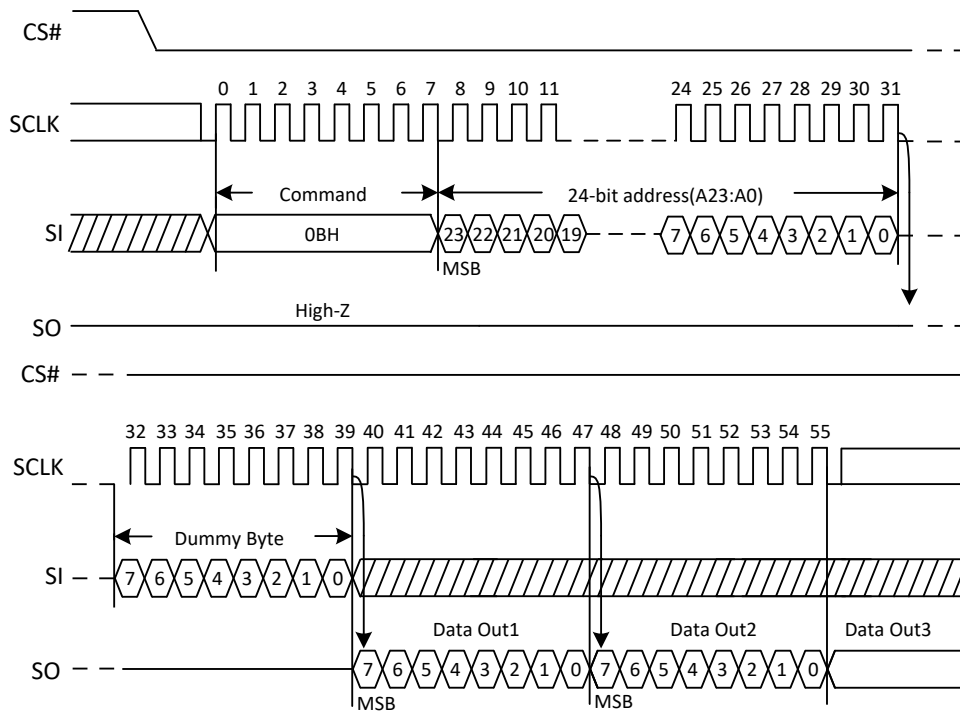 CS#
0 1 2 3 4 5 6 7 8 9 10 11 24 25 26 27 28 29 30 31
SCLK
Command 24-bit address(A23:A0)
SI 0BH 23 22 21 20 19 7 6 5 4 3 2 1 0
MSB
High-Z
SO
CS#
32 33 34 35 36 37 38 39 40 41 42 43 44 45 46 47 48 49 50 51 52 53 54 55
SCLK
Dummy Byte
SI 7 6 5 4 3 2 1 0
Data Out1 Data Out2 Data Out3
SO 7 6 5 4 3 2 1 0 7 6 5 4 3 2 1 0
MSB MSB